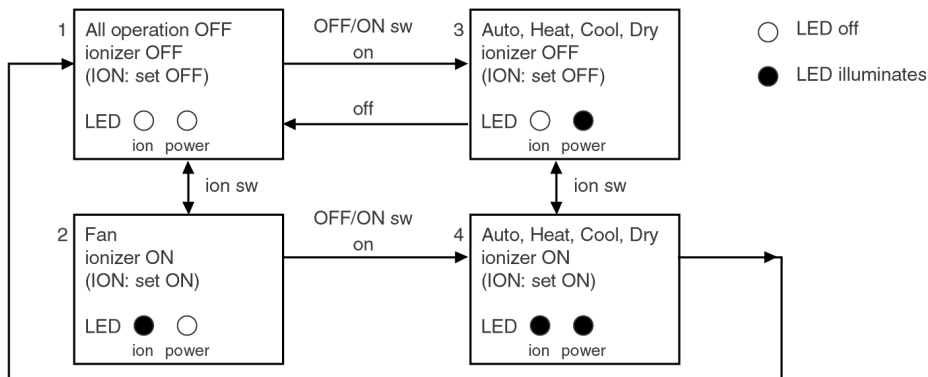 1
All operation OFF
ionizer OFF
(ION: set OFF)
LED
ion power
OFF/ON sw
on
off
3
Auto, Heat, Cool, Dry
ionizer OFF
(ION: set OFF)
LED
ion power
LED off
LED illuminates
ion sw
ion sw
2
Fan
ionizer ON
(ION: set ON)
LED
ion power
OFF/ON sw
on
4
Auto, Heat, Cool, Dry
ionizer ON
(ION: set ON)
LED
ion power